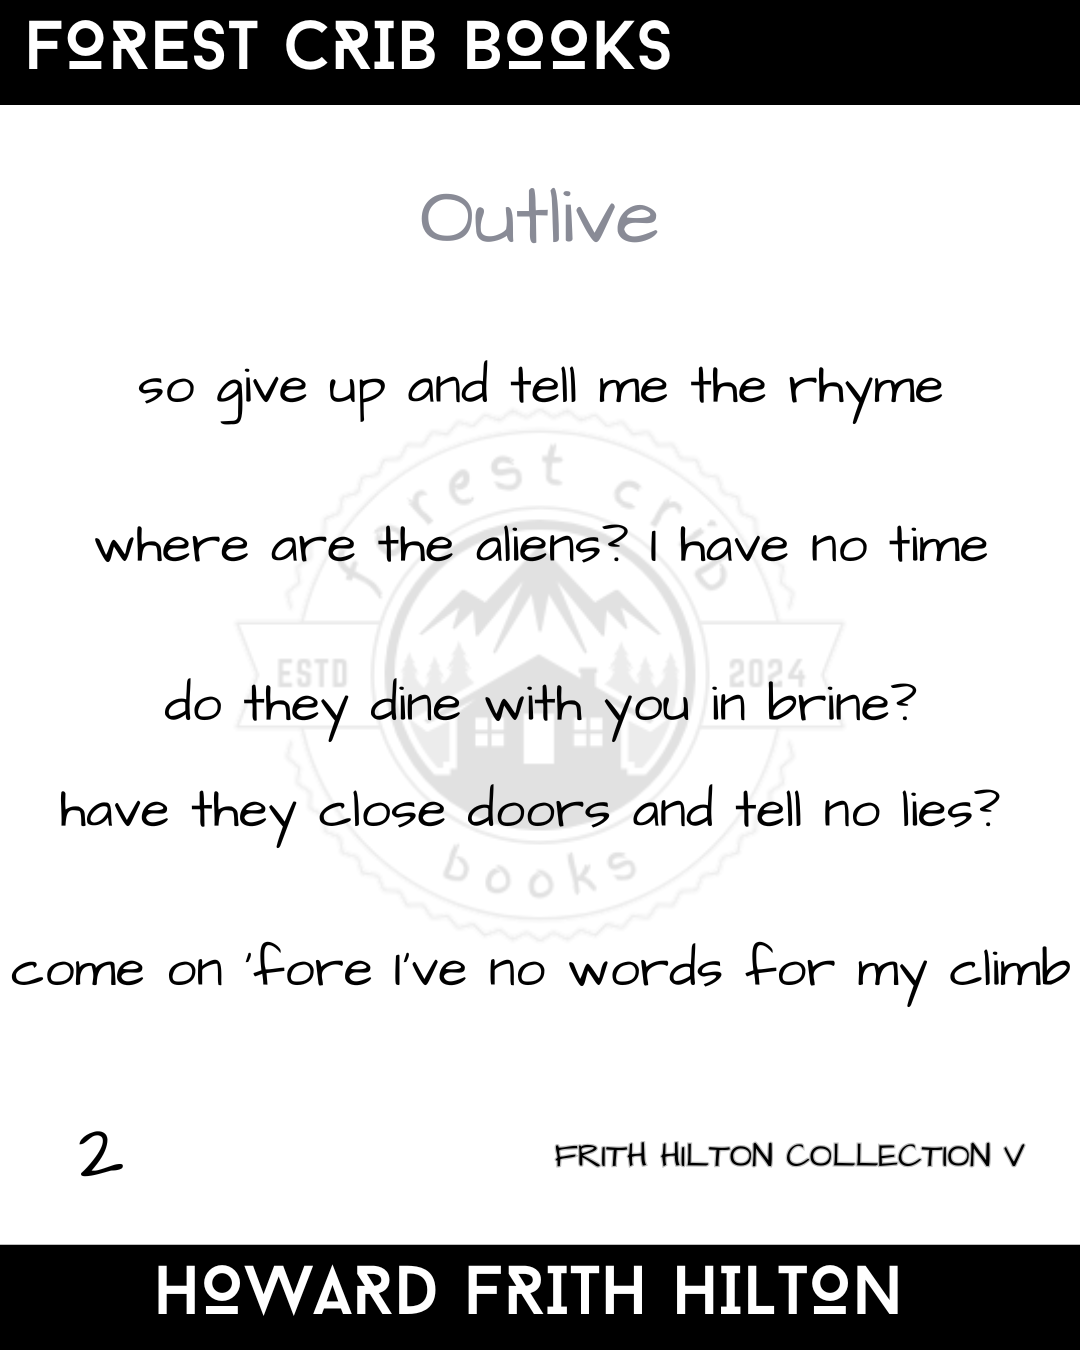 FOREST CRIB BOOKS
Outlive
so give up and tell me the rhyme
forest crib
where are the aliens? I have no time
ESTD 2024
do they dine with you in brine?
have they close doors and tell no lies?
books
come on 'fore I've no words for my climb
2 FRITH HILTON COLLECTION V
HOWARD FRITH HILTON